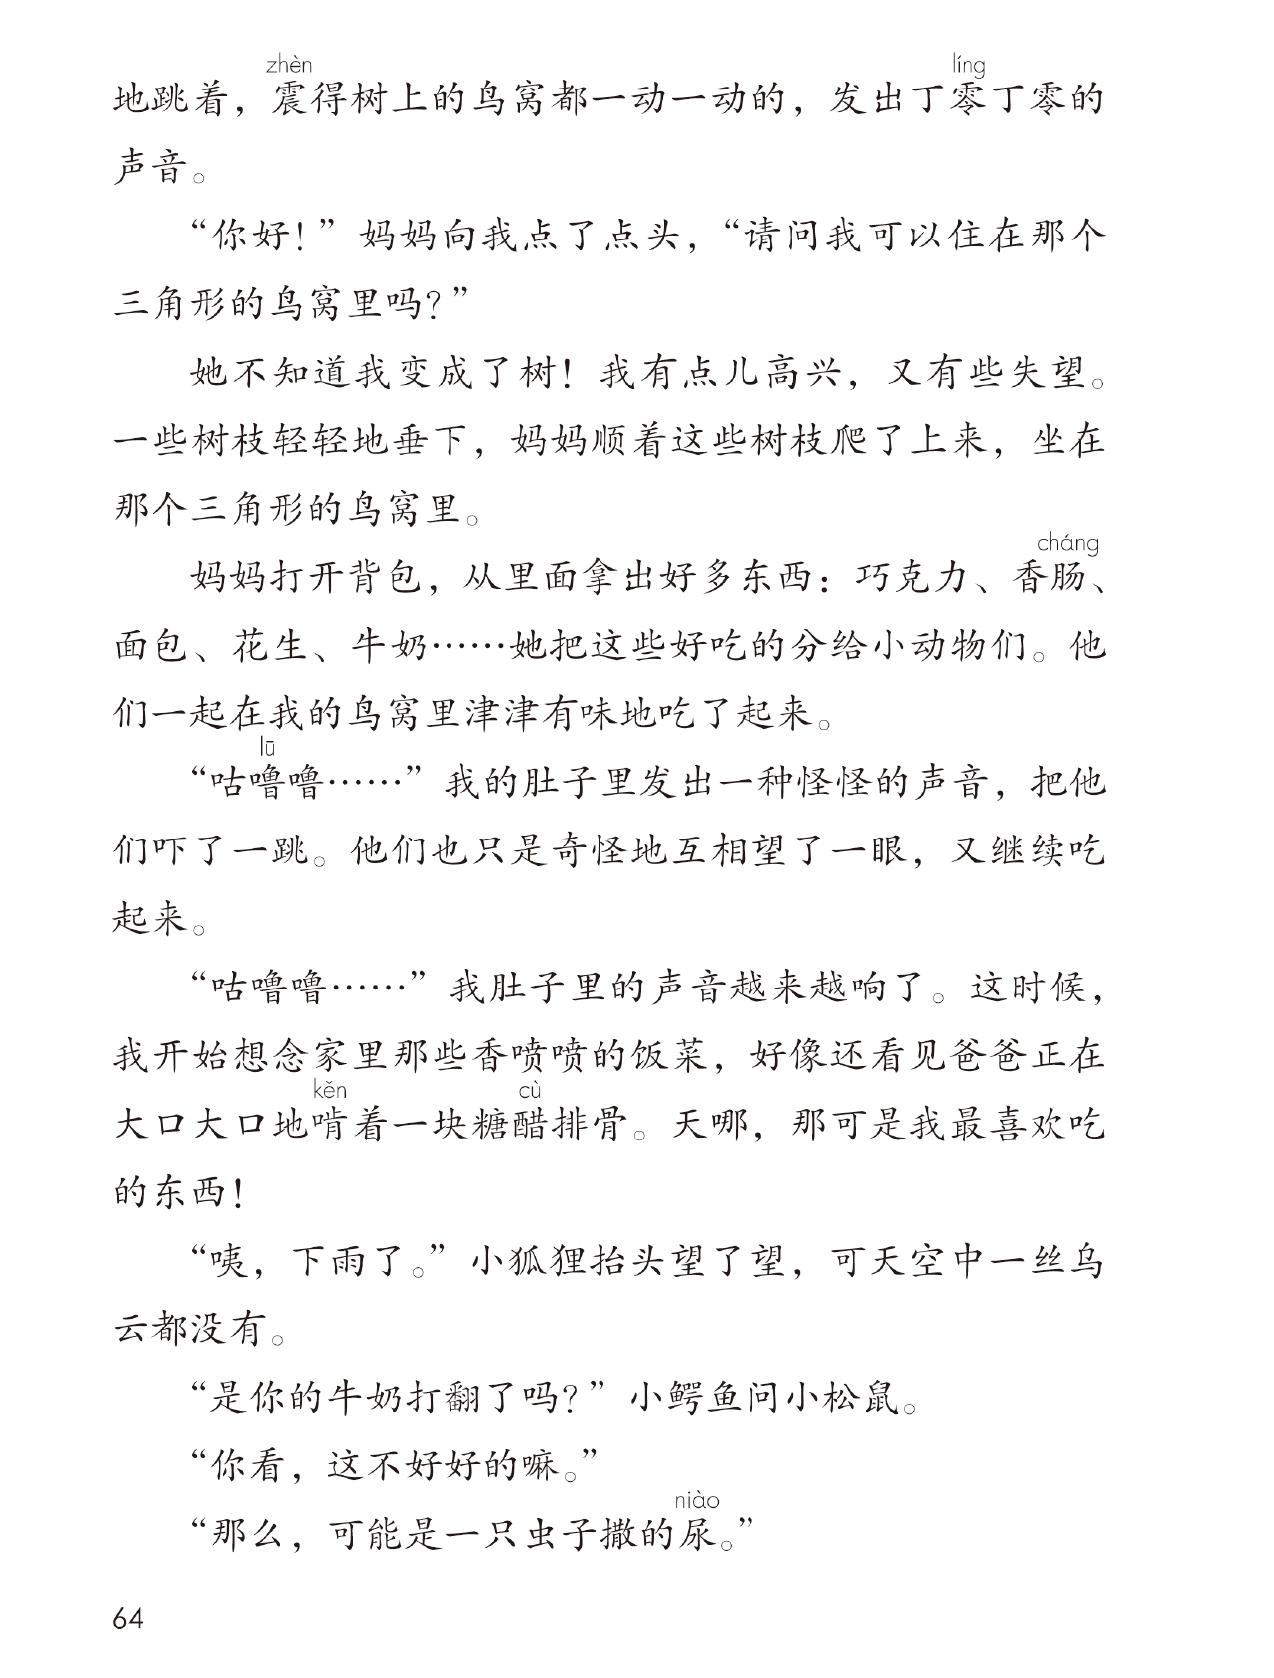 zhèn líng
地跳着，震得树上的鸟窝都一动一动的，发出丁零丁零的
声音。
“你好！”妈妈向我点了点头，“请问我可以住在那个
三角形的鸟窝里吗？”
她不知道我变成了树！我有点儿高兴，又有些失望。
一些树枝轻轻地垂下，妈妈顺着这些树枝爬了上来，坐在
那个三角形的鸟窝里。
cháng
妈妈打开背包，从里面拿出好多东西：巧克力、香肠、
面包、花生、牛奶……她把这些好吃的分给小动物们。他
们一起在我的鸟窝里津津有味地吃了起来。
lū
“咕噜噜……”我的肚子里发出一种怪怪的声音，把他
们吓了一跳。他们也只是奇怪地互相望了一眼，又继续吃
起来。
“咕噜噜……”我肚子里的声音越来越响了。这时候，
我开始想念家里那些香喷喷的饭菜，好像还看见爸爸正在
kěn cù
大口大口地啃着一块糖醋排骨。天哪，那可是我最喜欢吃
的东西！
“咦，下雨了。”小狐狸抬头望了望，可天空中一丝乌
云都没有。
“是你的牛奶打翻了吗？”小鳄鱼问小松鼠。
“你看，这不好好的嘛。”
niào
“那么，可能是一只虫子撒的尿。”
64